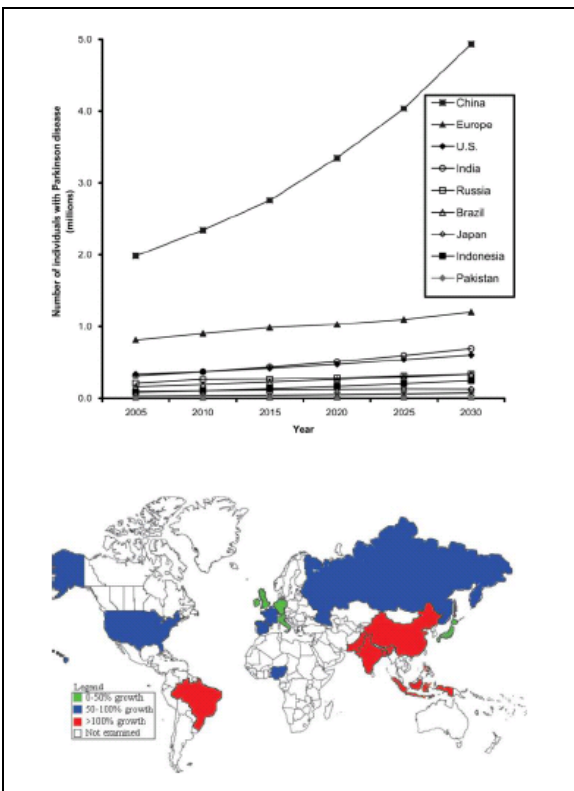 5.0
4.0
3.0
2.0
1.0
0.0
Number of individuals with Parkinson disease
(millions)
China
Europe
U.S.
India
Russia
Brazil
Japan
Indonesia
Pakistan
2005 2010 2015 2020 2025 2030
Year
Legend
0-50% growth
50-100% growth
>100% growth
Not examined